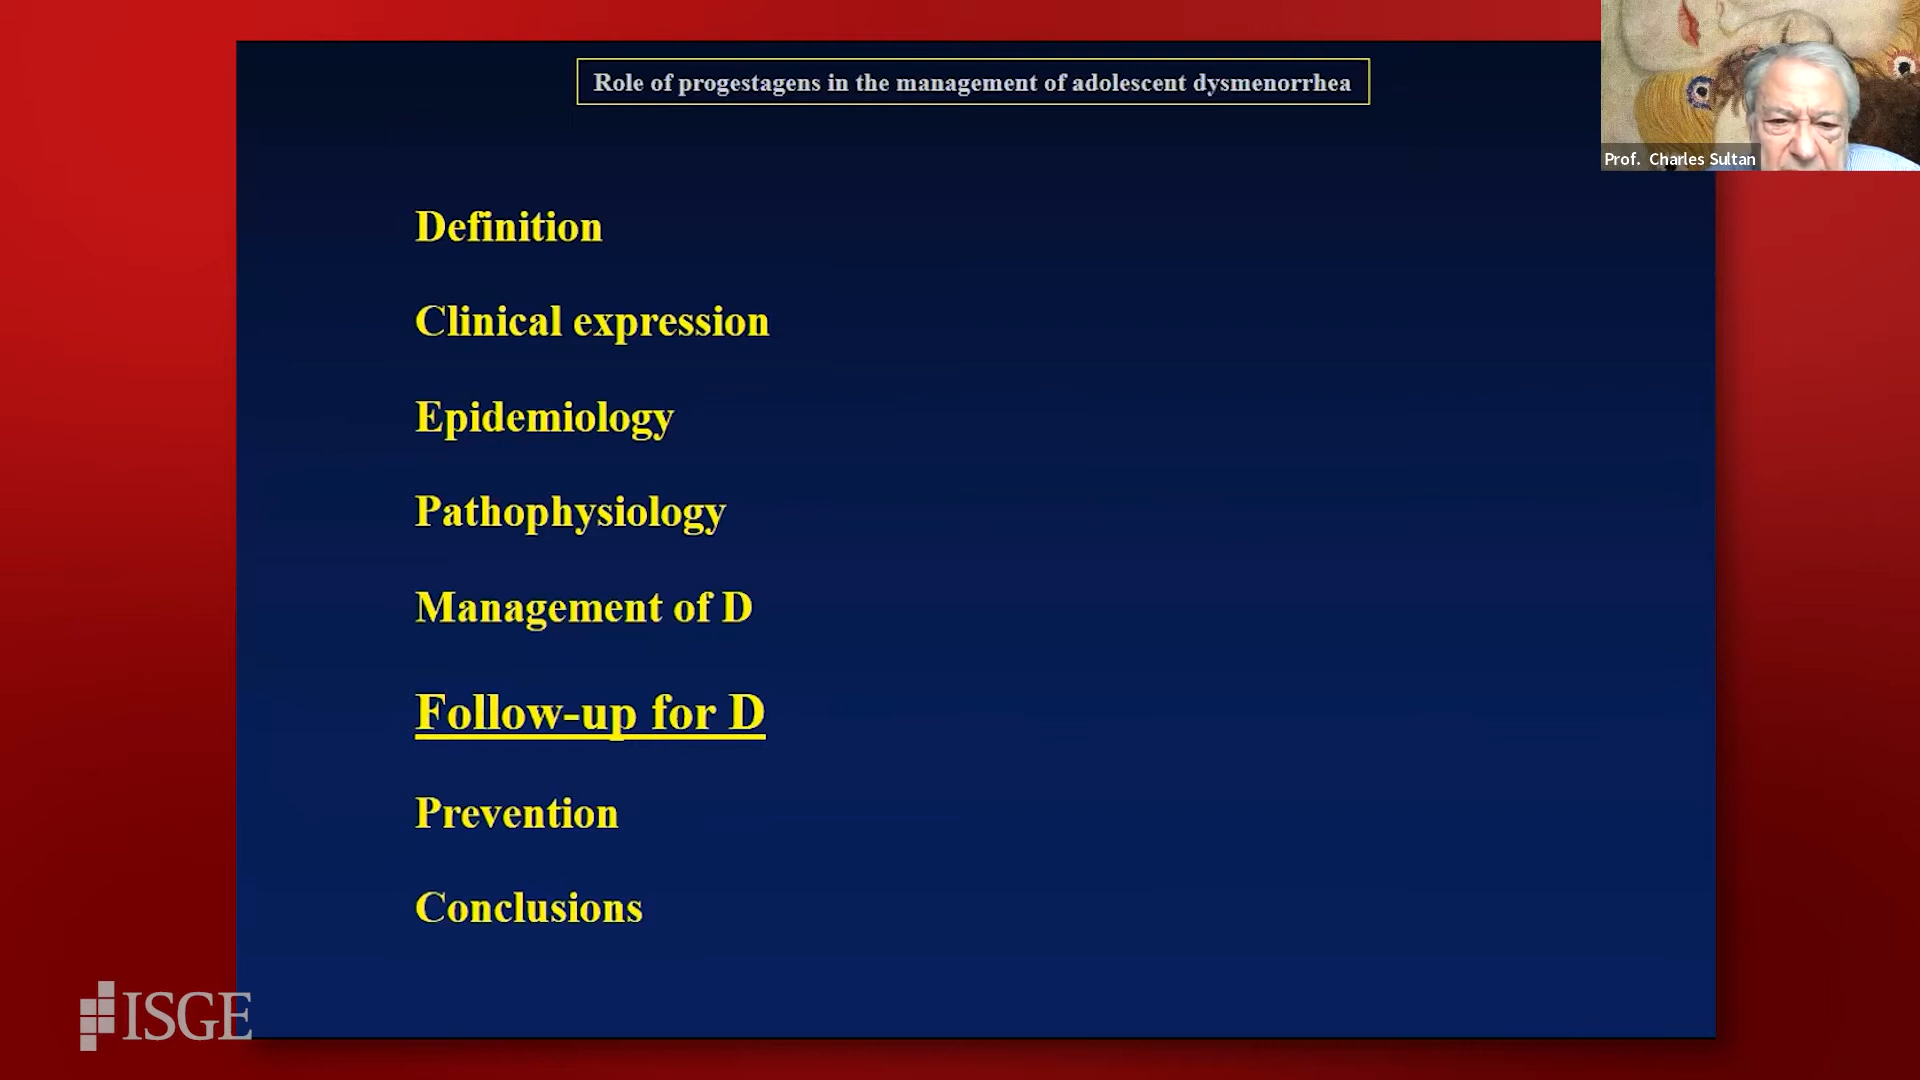 Role of progestagens in the management of adolescent dysmenorrhea
Prof. Charles Sultan
Definition
Clinical expression
Epidemiology
Pathophysiology
Management of D
Follow-up for D
Prevention
Conclusions
ISGE